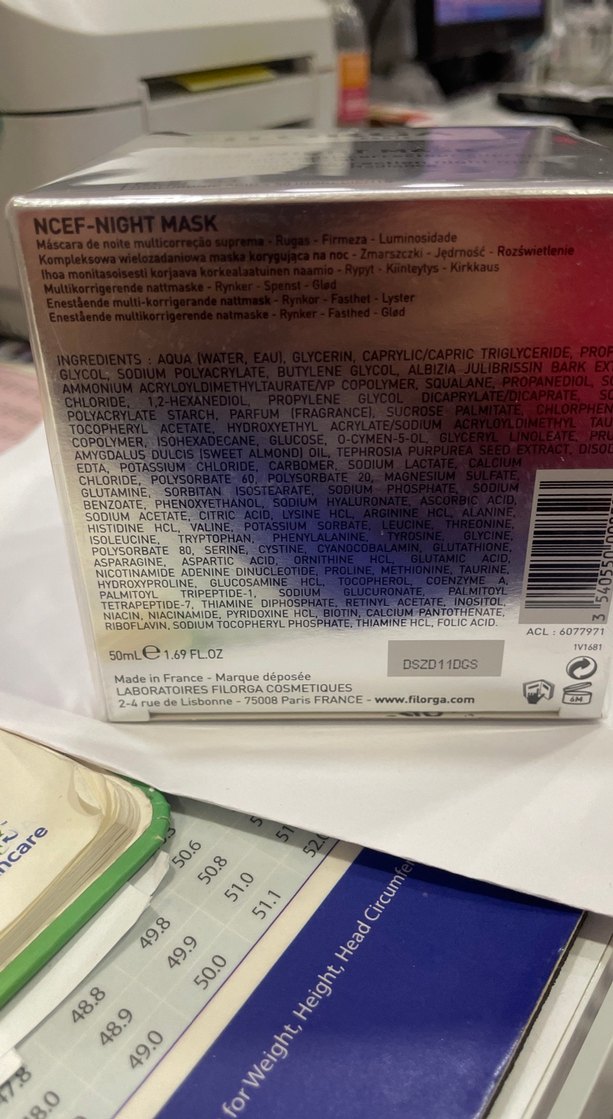 NCEF-NIGHT MASK
Máscara de noite multicorreção suprema - Rugas - Firmeza - Luminosidade
Kompleksowa wielozadaniowa maska korygująca na noc - Zmarszczki - Jędrność - Rozświetlenie
Ihoa monitasoisesti korjaava korkealaatuinen naamio - Rypyt - Kiinteytys - Kirkkaus
Multikorrigerende nattmaske - Rynker - Spenst - Glød
Enestående multi-korrigerande nattmask - Rynkor - Fasthet - Lyster
Enestående multikorrigerende natmaske - Rynker - Fasthed - Glød
INGREDIENTS : AQUA (WATER, EAU), GLYCERIN, CAPRYLIC/CAPRIC TRIGLYCERIDE,
GLYCOL, SODIUM POLYACRYLATE, BUTYLENE GLYCOL, ALBIZIA JULIBRISSIN BARK
AMMONIUM ACRYLOYLDIMETHYLTAURATE/VP COPOLYMER, SQUALANE, PROPANEDIOL,
CHLORIDE, 1,2-HEXANEDIOL, PROPYLENE GLYCOL DICAPRYLATE/DICAPRATE,
POLYACRYLATE STARCH, PARFUM (FRAGRANCE), SUCROSE PALMITATE,
TOCOPHERYL ACETATE, HYDROXYETHYL ACRYLATE/SODIUM ACRYLOYLDIMETHYL
COPOLYMER, ISOHEXADECANE, GLUCOSE, O-CYMEN-5-OL, GLYCERYL LINOLEATE,
AMYGDALUS DULCIS (SWEET ALMOND) OIL, TEPHROSIA PURPUREA SEED EXTRACT,
EDTA, POTASSIUM CHLORIDE, CARBOMER, SODIUM LACTATE, CALCIUM
CHLORIDE, POLYSORBATE 60, POLYSORBATE 20, MAGNESIUM SULFATE,
GLUTAMINE, SORBITAN ISOSTEARATE, SODIUM PHOSPHATE, SODIUM
BENZOATE, PHENOXYETHANOL, SODIUM HYALURONATE, ASCORBIC ACID,
SODIUM ACETATE, CITRIC ACID, LYSINE HCL, ARGININE HCL, ALANINE,
HISTIDINE HCL, VALINE, POTASSIUM SORBATE, LEUCINE, THREONINE,
ISOLEUCINE, TRYPTOPHAN, PHENYLALANINE, TYROSINE, GLYCINE,
POLYSORBATE 80, SERINE, CYSTINE, CYANOCOBALAMIN, GLUTATHIONE,
ASPARAGINE, ASPARTIC ACID, ORNITHINE HCL, GLUTAMIC ACID,
NICOTINAMIDE ADENINE DINUCLEOTIDE, PROLINE, METHIONINE, TAURINE,
HYDROXYPROLINE, GLUCOSAMINE HCL, TOCOPHEROL, COENZYME A,
PALMITOYL TRIPEPTIDE-1, SODIUM GLUCURONATE, PALMITOYL
TETRAPEPTIDE-7, THIAMINE DIPHOSPHATE, RETINYL ACETATE, INOSITOL,
NIACIN, NIACINAMIDE, PYRIDOXINE HCL, BIOTIN, CALCIUM PANTOTHENATE,
RIBOFLAVIN, SODIUM TOCOPHERYL PHOSPHATE, THIAMINE HCL, FOLIC ACID.
ACL : 6077971
1V1681
6M
50mL e 1.69 FL.OZ
DSZD11DGS
Made in France - Marque déposée
LABORATOIRES FILORGA COSMETIQUES
2-4 rue de Lisbonne - 75008 Paris FRANCE - www.filorga.com
ncare
50.6
50.8
51.0
51.1
49.8
49.9
50.0
48.8
48.9
49.0
for Weight, Height, Head